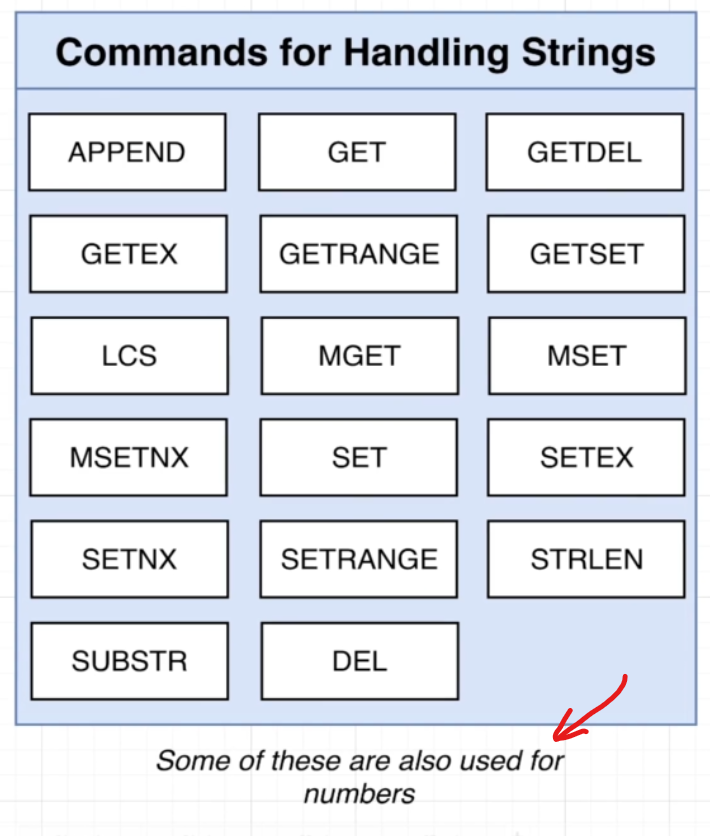 Commands for Handling Strings
APPEND
GET
GETDEL
GETEX
GETRANGE
GETSET
LCS
MGET
MSET
MSETNX
SET
SETEX
SETNX
SETRANGE
STRLEN
SUBSTR
DEL
Some of these are also used for
numbers